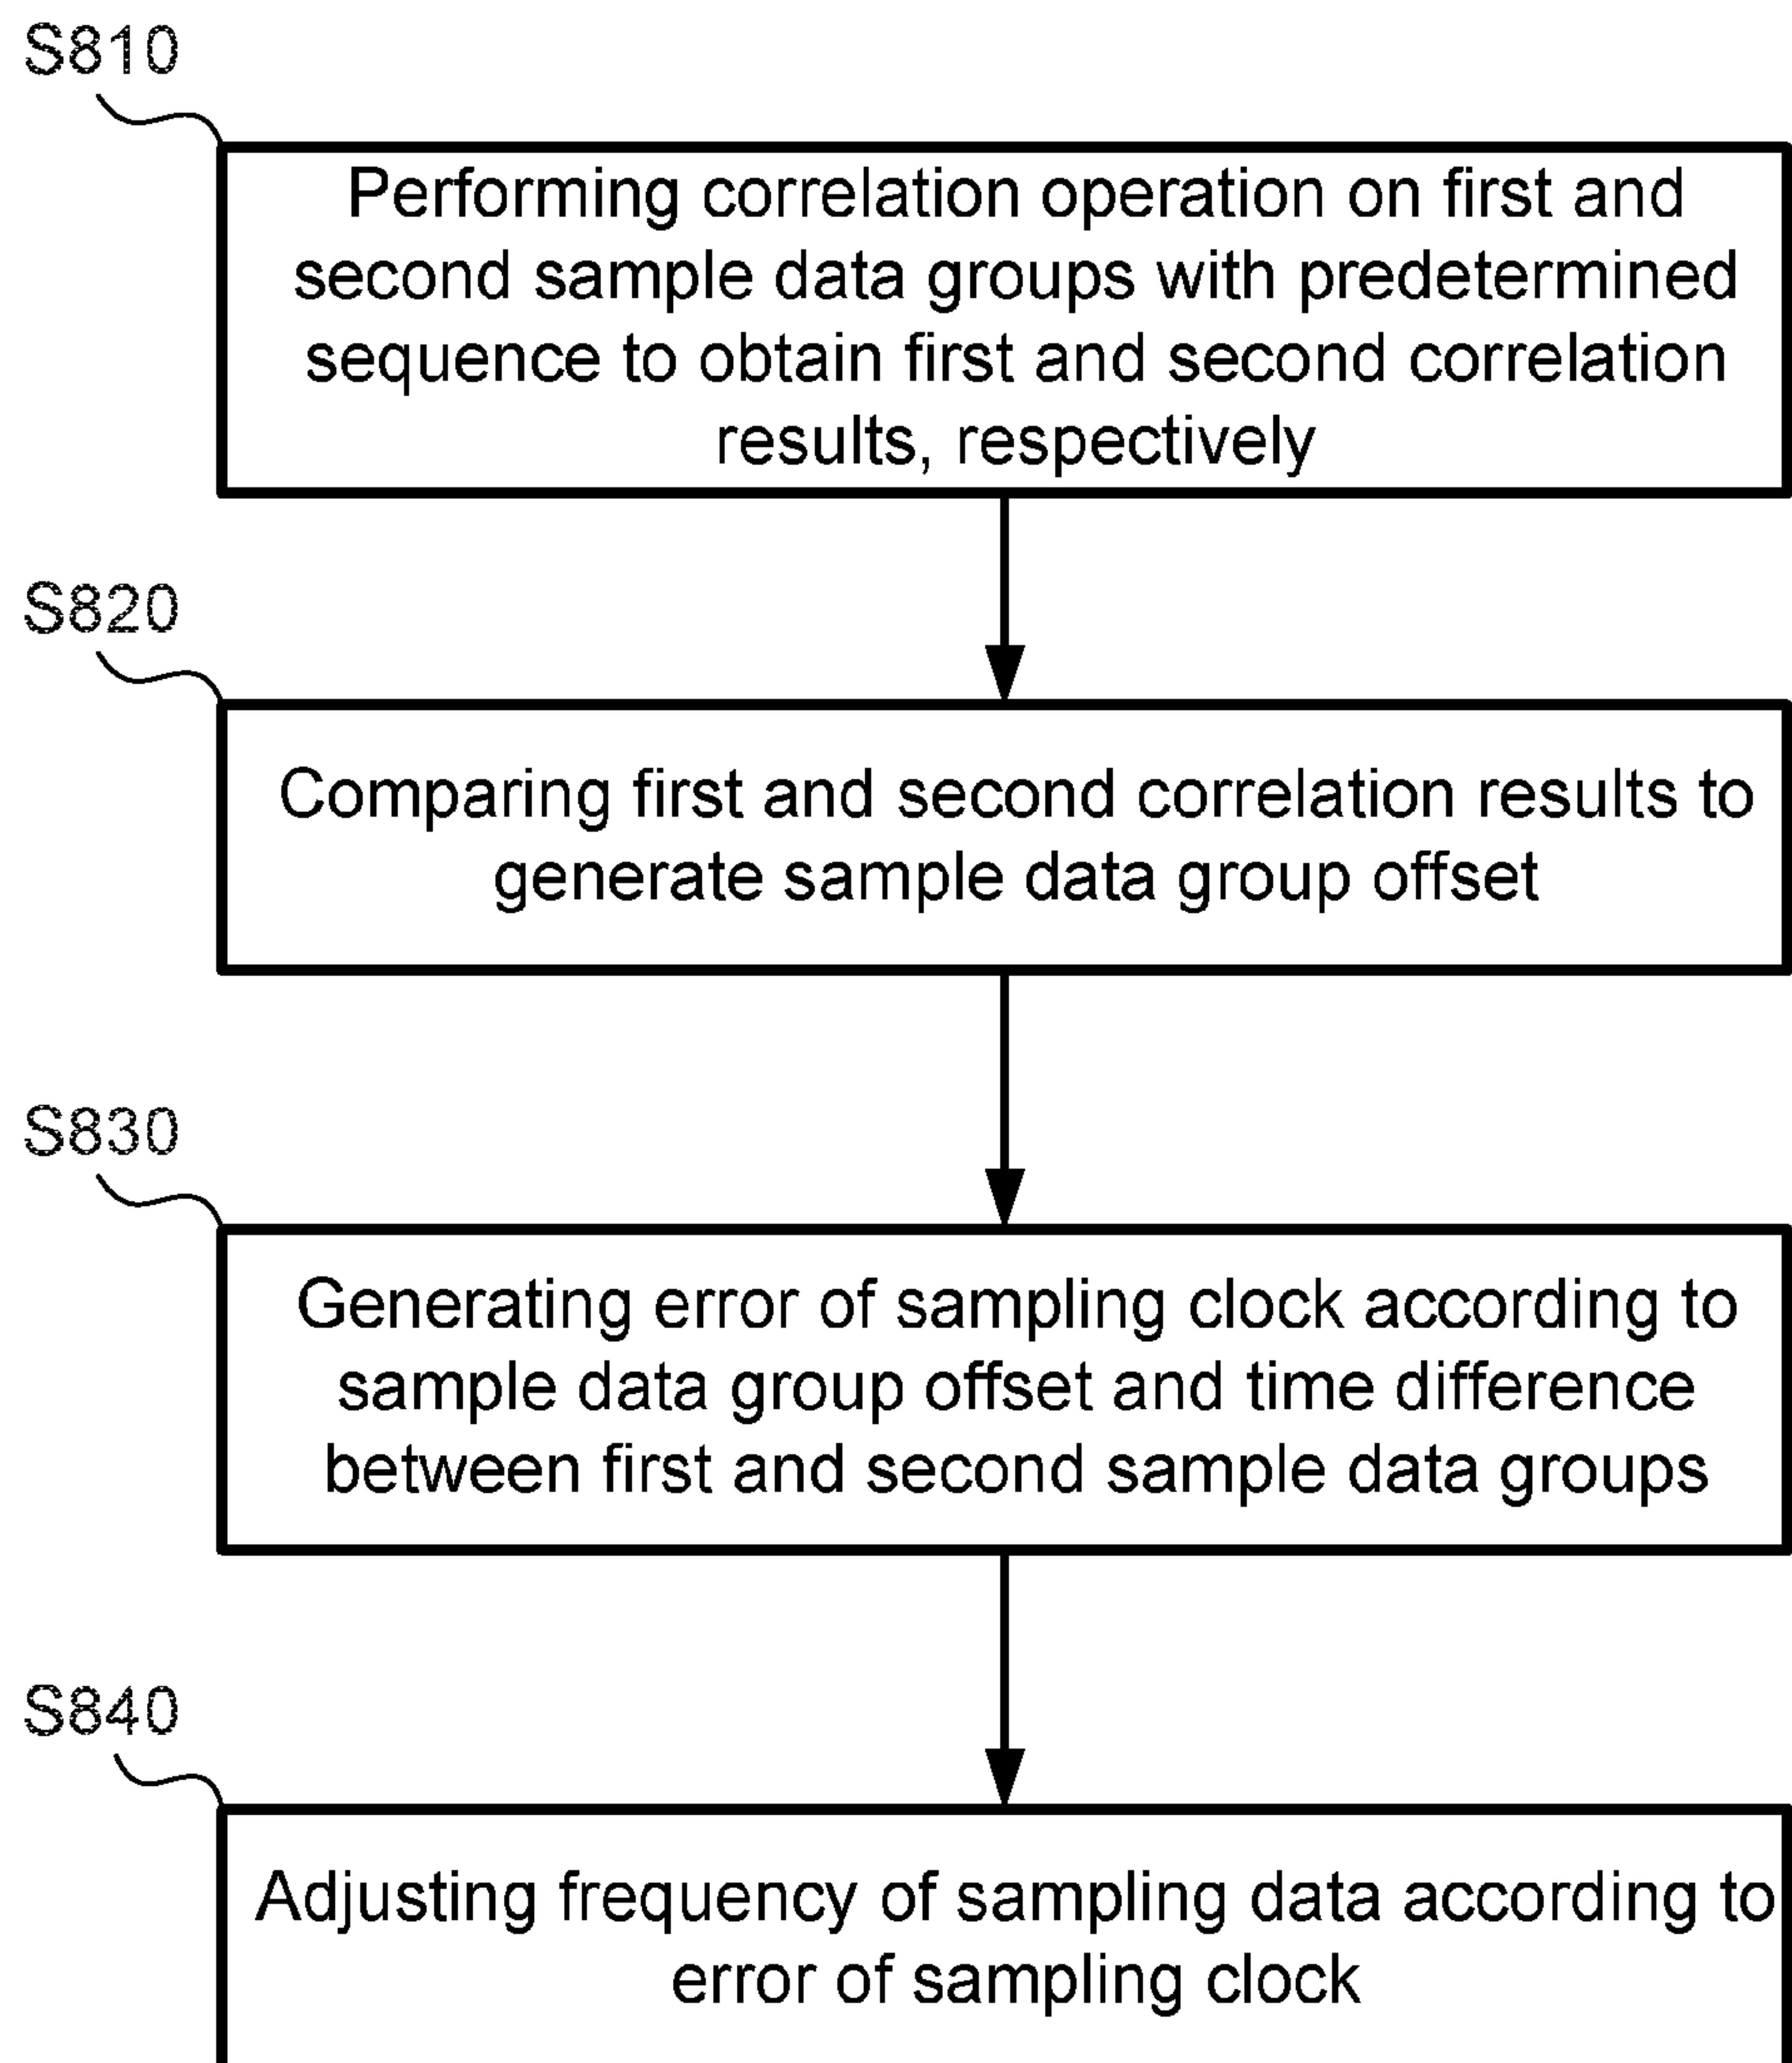 S810
Performing correlation operation on first and
second sample data groups with predetermined
sequence to obtain first and second correlation
results, respectively
S820
Comparing first and second correlation results to
generate sample data group offset
S830
Generating error of sampling clock according to
sample data group offset and time difference
between first and second sample data groups
S840
Adjusting frequency of sampling data according to
error of sampling clock